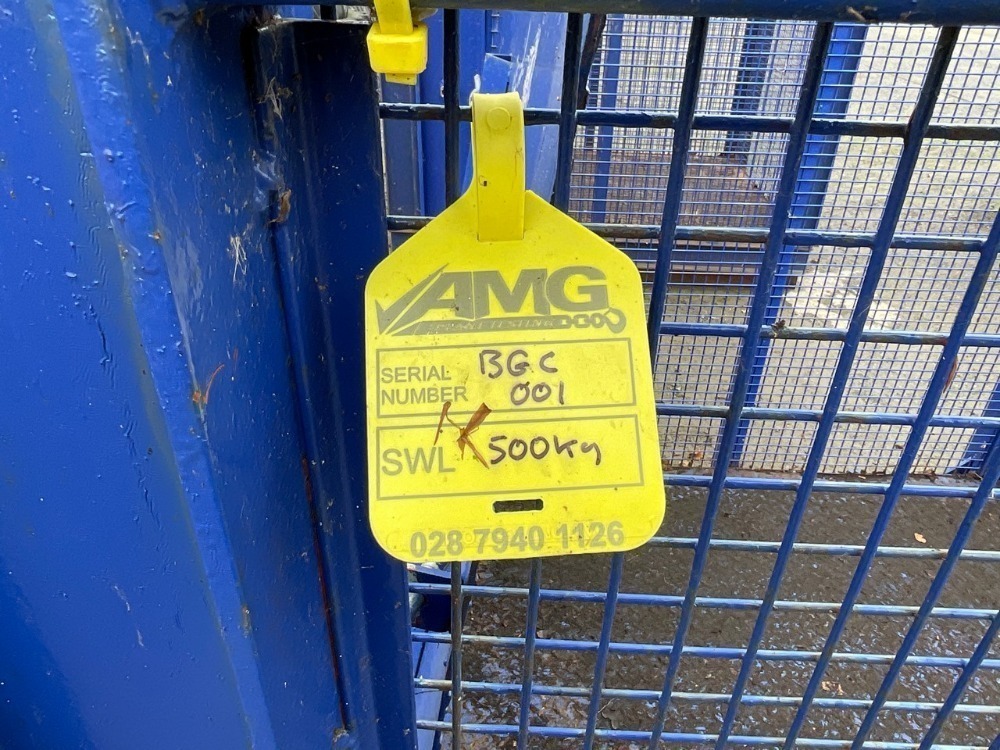 AMG
SERIAL
NUMBER
BGC
001
SWL 500kg
028 7940 1126